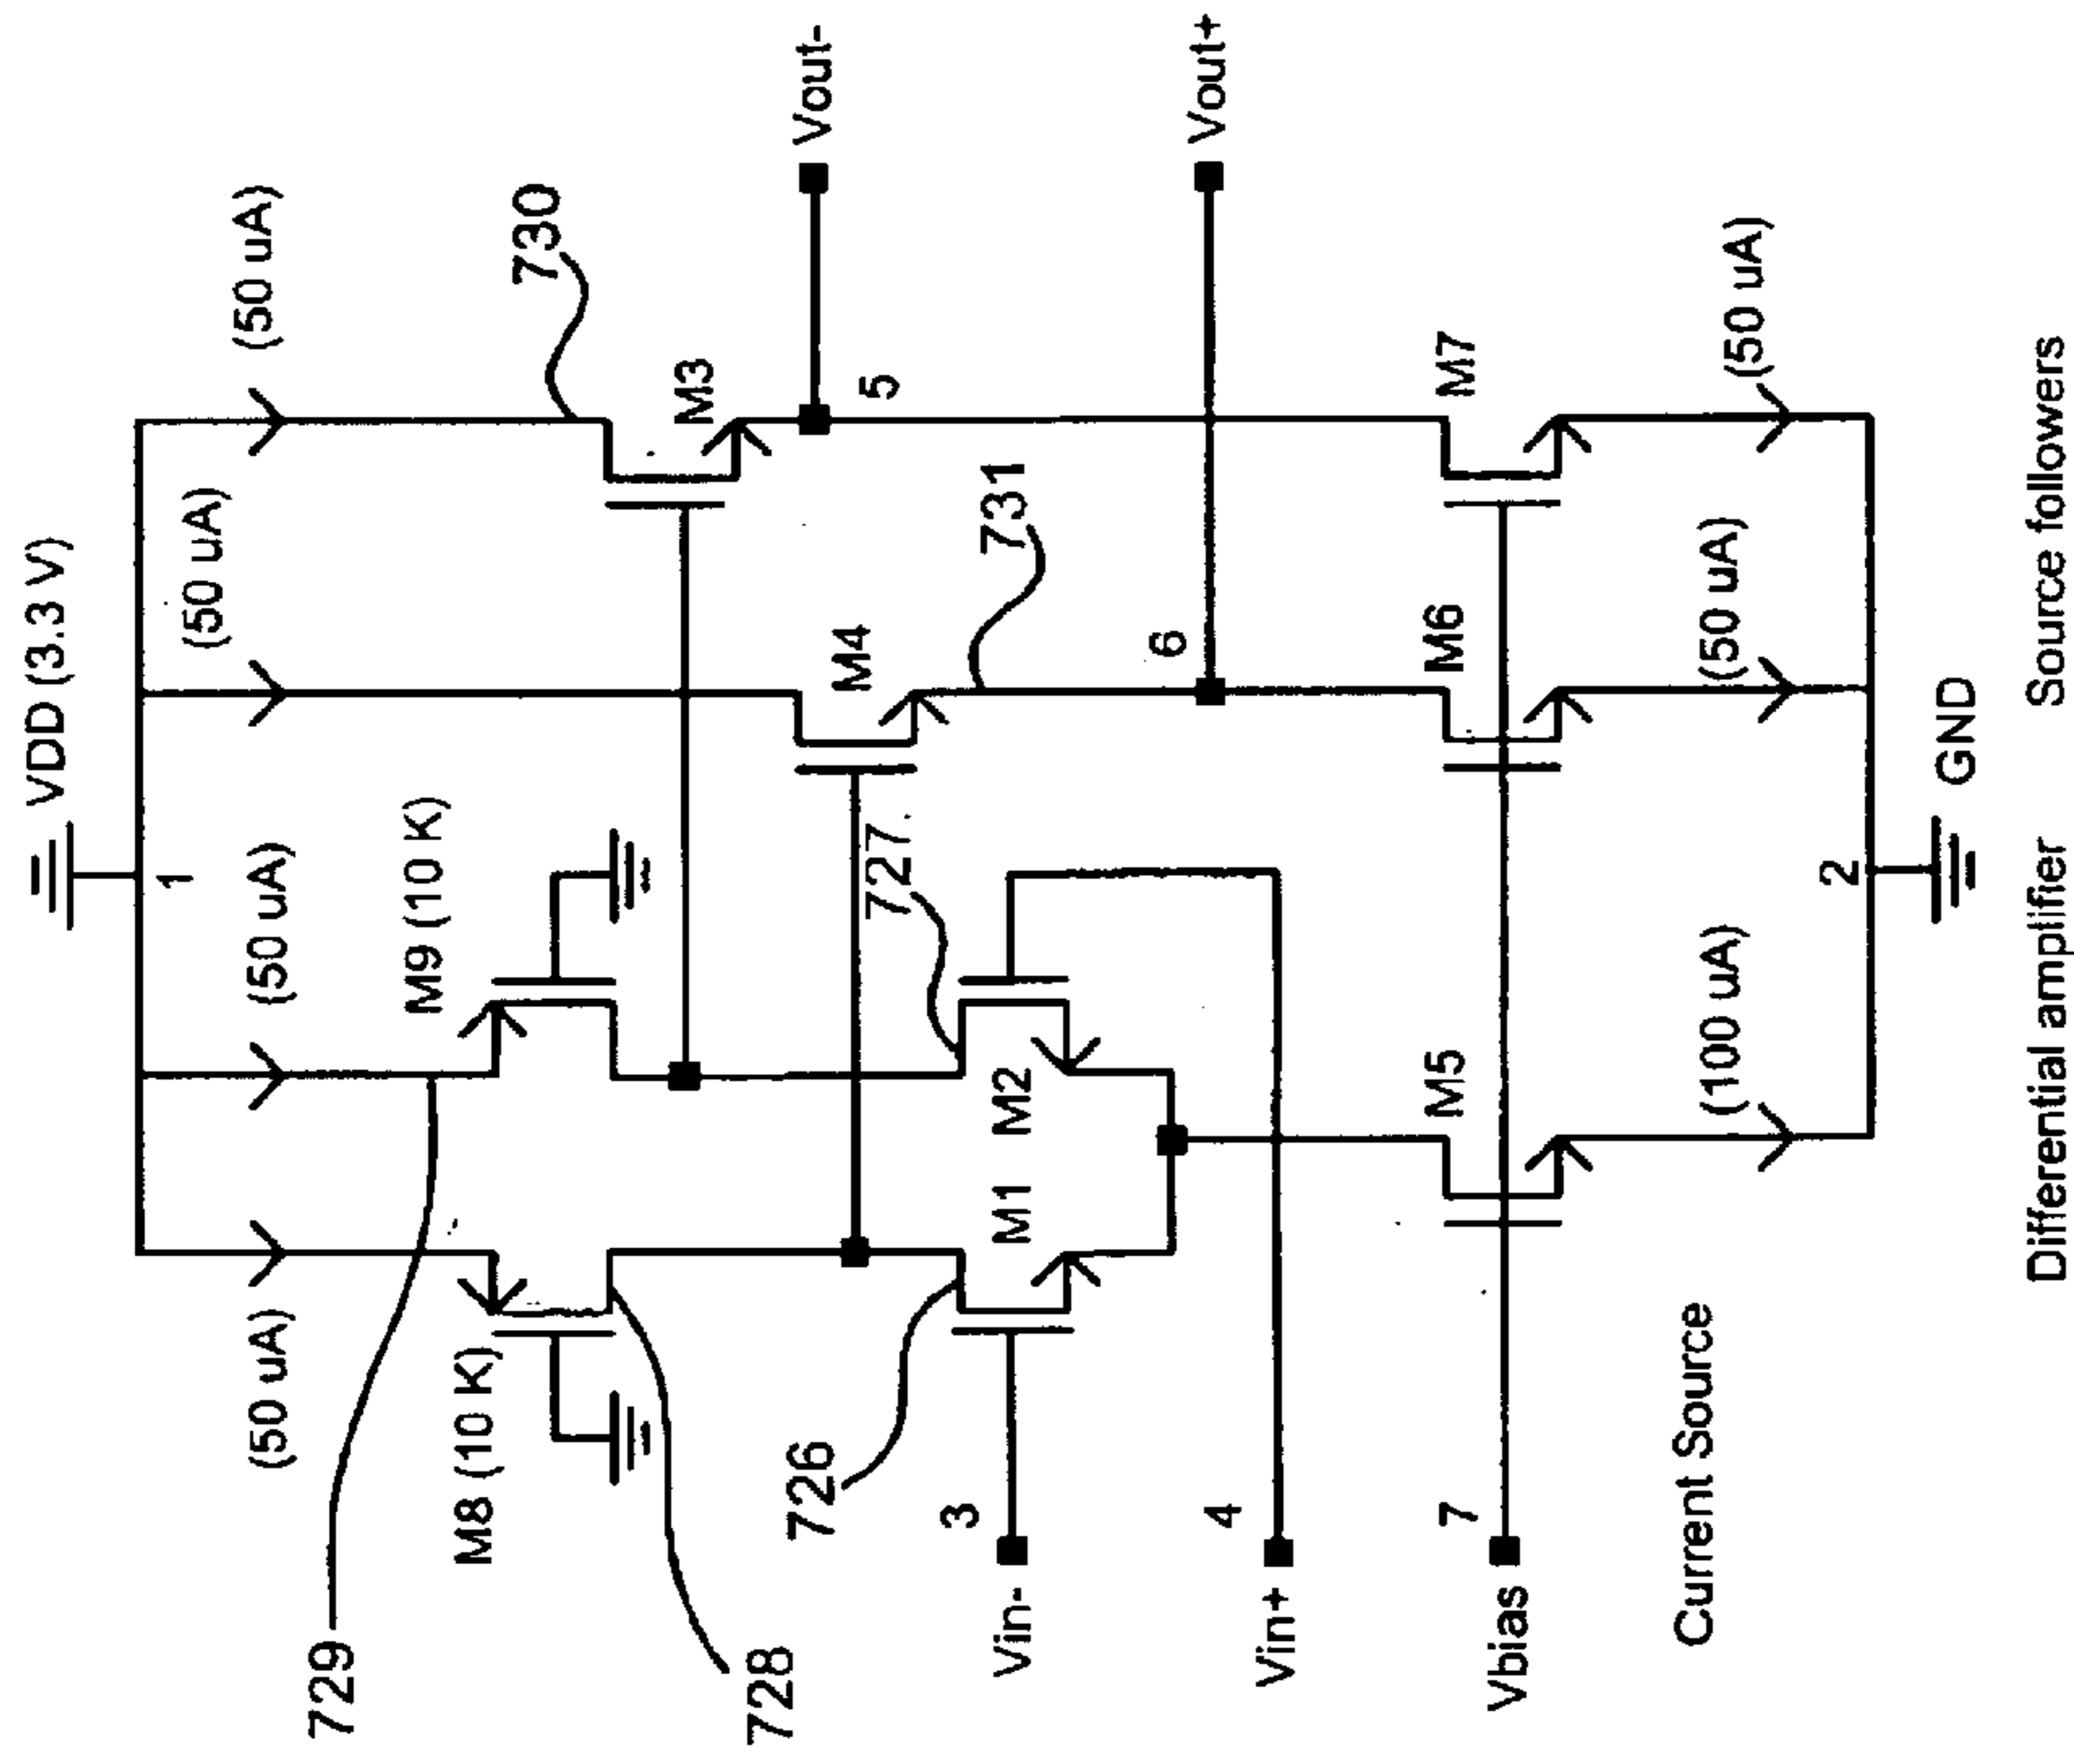 VDD (3.3 V)
1
(50 uA)
(50 uA)
(50 uA)
(50 uA)
729
M8 (10 K)
M9 (10 K)
730
M3
728
M4
Vout-
5
726
727
731
Vin-
3
M1
M2
6
Vout+
Vin+
4
Vbias
7
M5
M6
M7
Current Source
(100 uA)
(50 uA)
(50 uA)
2
GND
Differential amplifier
Source followers